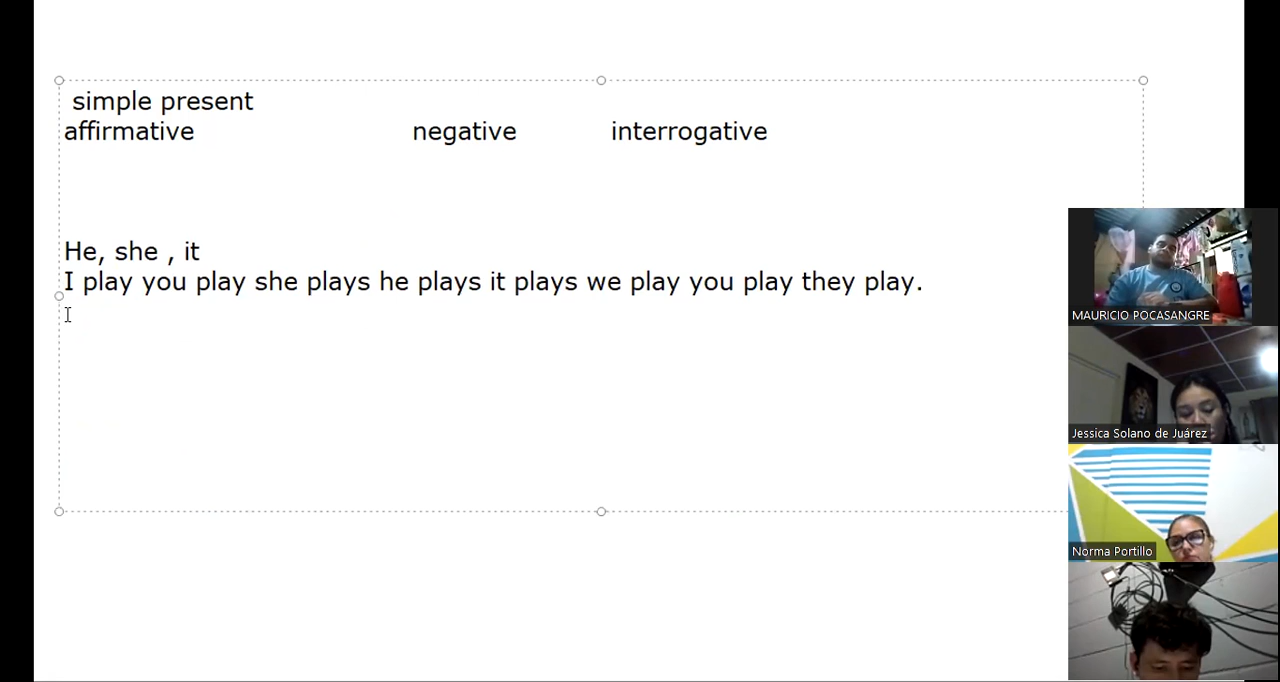 simple present
affirmative negative interrogative
He, she , it
I play you play she plays he plays it plays we play you play they play.
MAURICIO POCASANGRE
Jessica Solano de Juárez
Norma Portillo